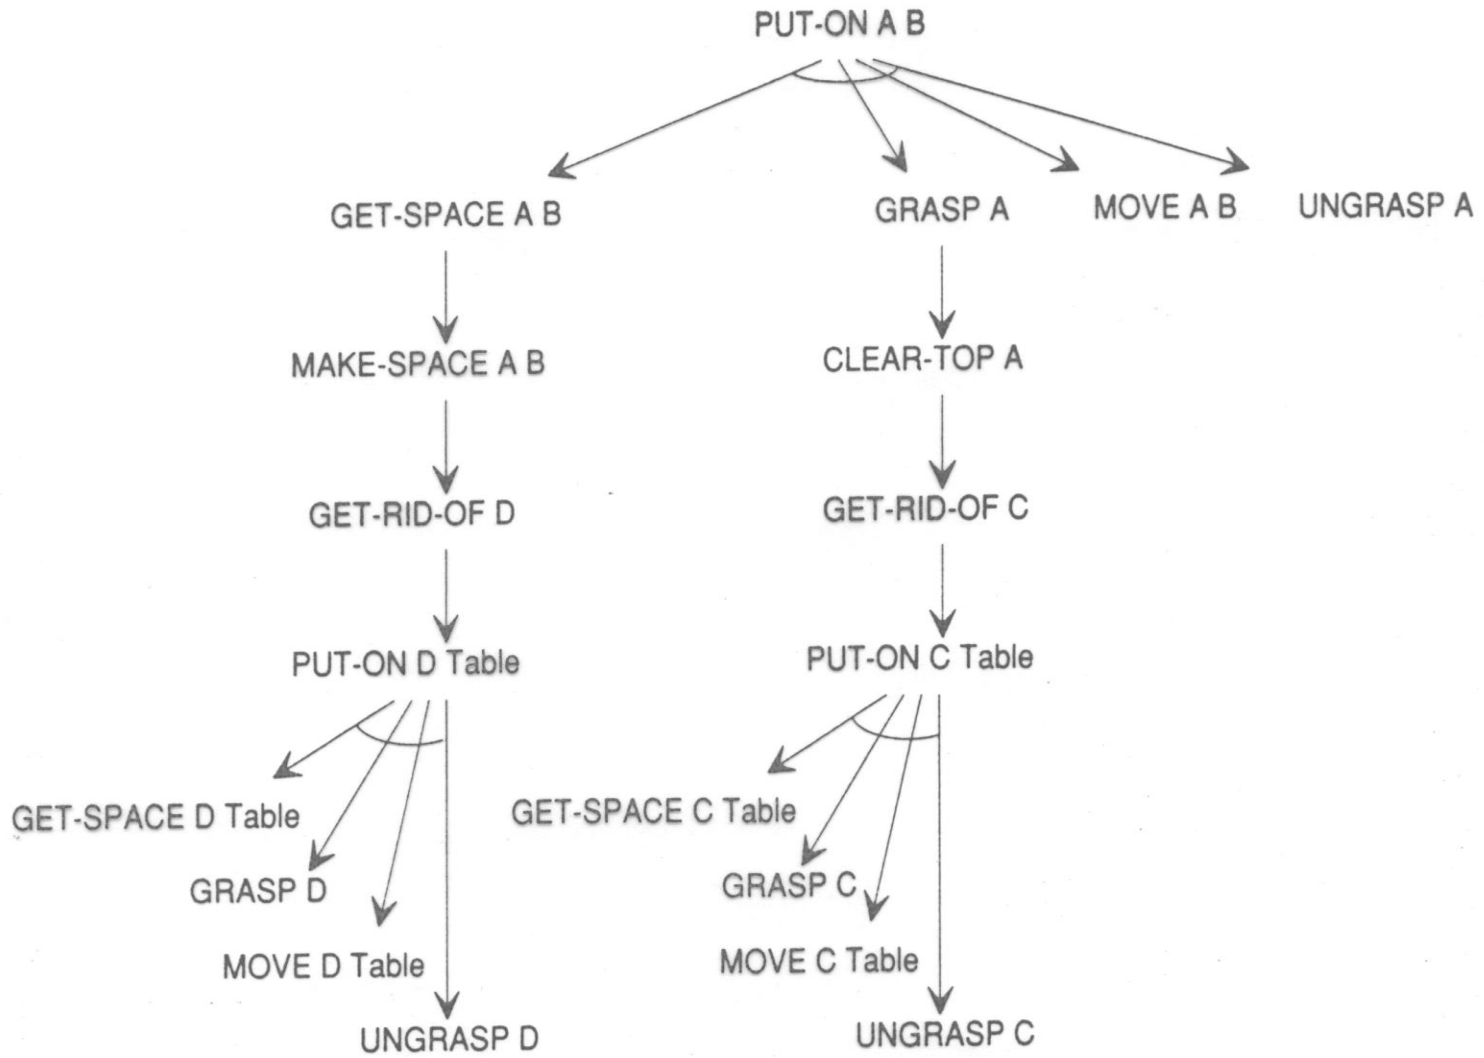 PUT-ON A B
GET-SPACE A B
GRASP A
MOVE A B
UNGRASP A
MAKE-SPACE A B
CLEAR-TOP A
GET-RID-OF D
GET-RID-OF C
PUT-ON D Table
PUT-ON C Table
GET-SPACE D Table
GET-SPACE C Table
GRASP D
GRASP C
MOVE D Table
MOVE C Table
UNGRASP D
UNGRASP C